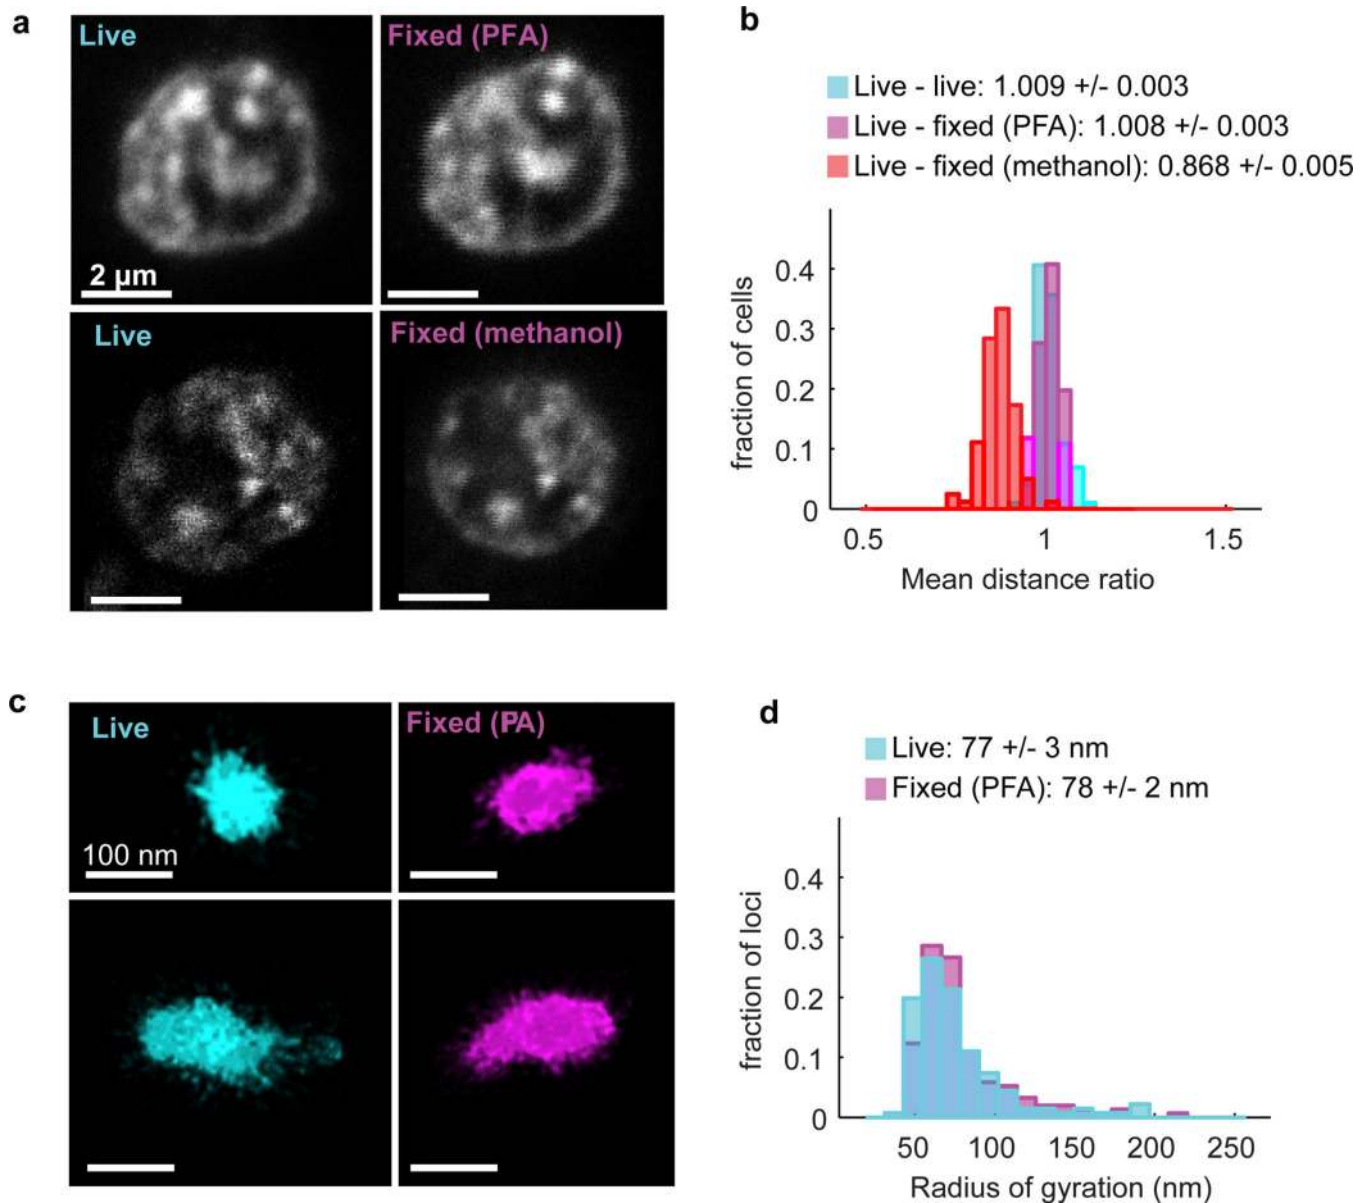 a
Live
Fixed (PFA)
2 µm
Live
Fixed (methanol)
b
Live - live: 1.009 +/- 0.003
Live - fixed (PFA): 1.008 +/- 0.003
Live - fixed (methanol): 0.868 +/- 0.005
fraction of cells
0.4
0.3
0.2
0.1
0
0.5
1
1.5
Mean distance ratio
c
Live
Fixed (PA)
100 nm
d
Live: 77 +/- 3 nm
Fixed (PFA): 78 +/- 2 nm
fraction of loci
0.4
0.3
0.2
0.1
0
50
100
150
200
250
Radius of gyration (nm)